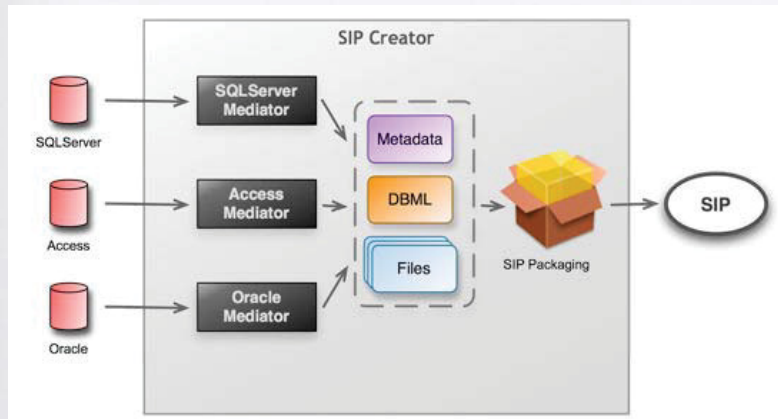 SIP Creator
SQLServer
Mediator
SQLServer
Metadata
Access
Mediator
DBML
SIP
Access
SIP Packaging
Files
Oracle
Mediator
Oracle